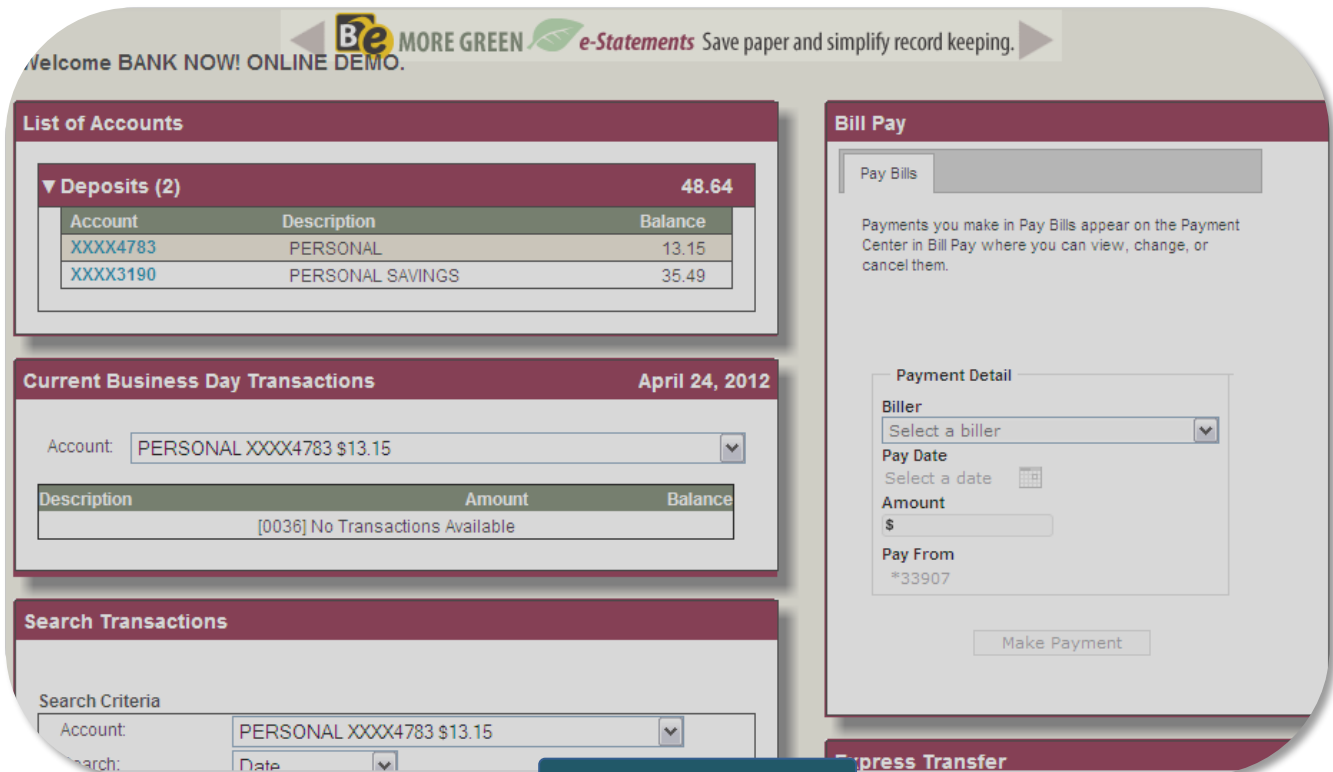 Be MORE GREEN e-Statements Save paper and simplify record keeping.
Welcome BANK NOW! ONLINE DEMO.
List of Accounts
▼ Deposits (2) 48.64
Account Description Balance
XXXX4783 PERSONAL 13.15
XXXX3190 PERSONAL SAVINGS 35.49
Current Business Day Transactions April 24, 2012
Account: PERSONAL XXXX4783 $13.15
Description Amount Balance
[0036] No Transactions Available
Search Transactions
Search Criteria
Account: PERSONAL XXXX4783 $13.15
Search: Date
Bill Pay
Pay Bills
Payments you make in Pay Bills appear on the Payment
Center in Bill Pay where you can view, change, or
cancel them.
Payment Detail
Biller
Select a biller
Pay Date
Select a date
Amount
$
Pay From
*33907
Make Payment
Express Transfer